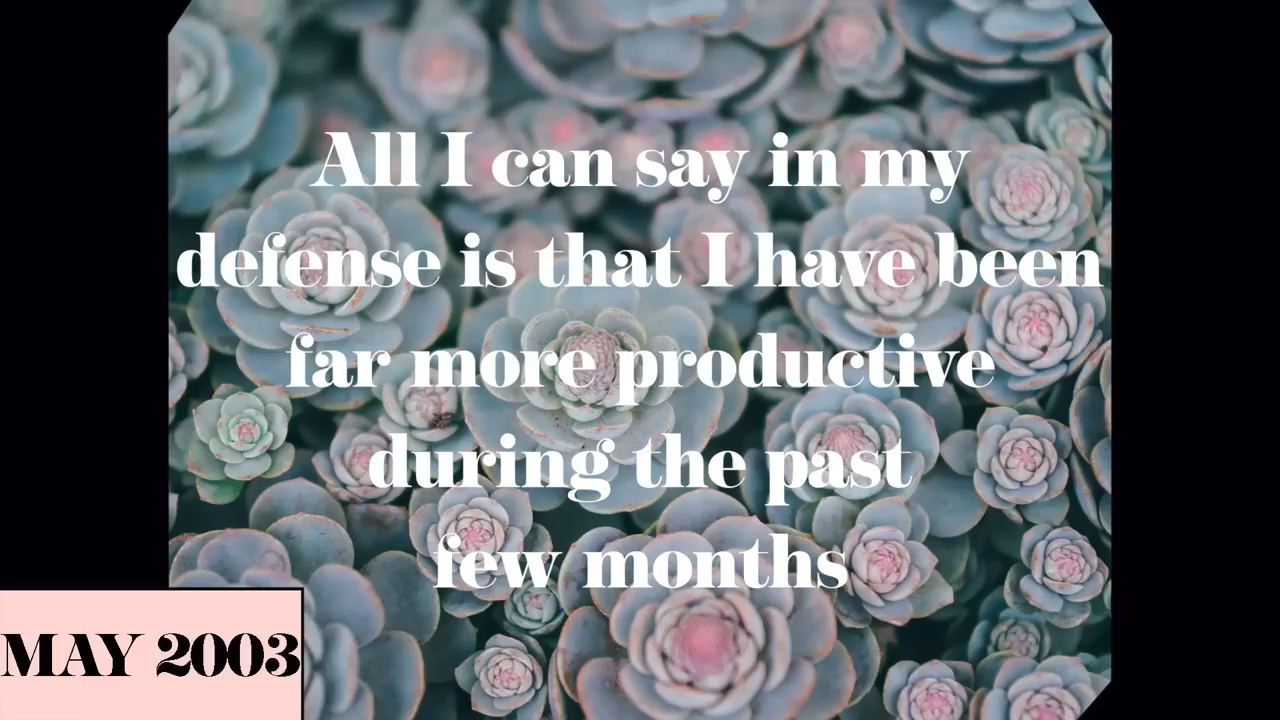 All I can say in my
defense is that I have been
far more productive
during the past
few months
MAY 2003